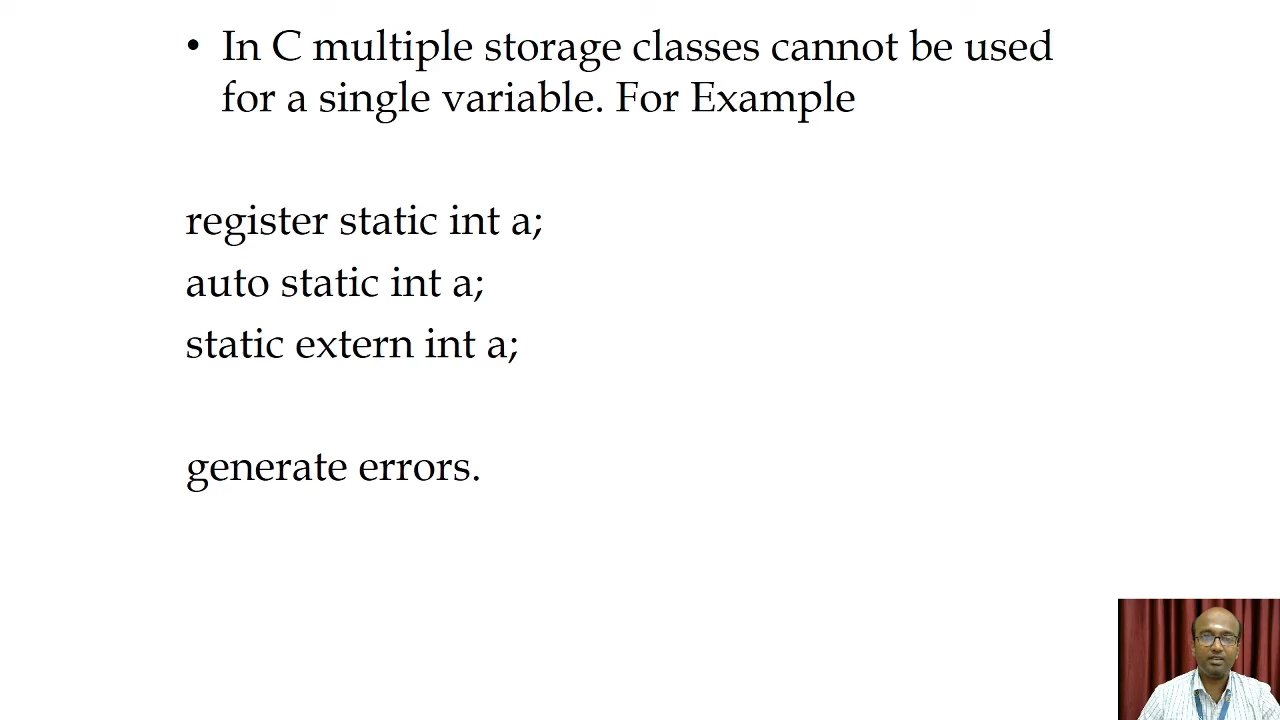 • In C multiple storage classes cannot be used
for a single variable. For Example
register static int a;
auto static int a;
static extern int a;
generate errors.